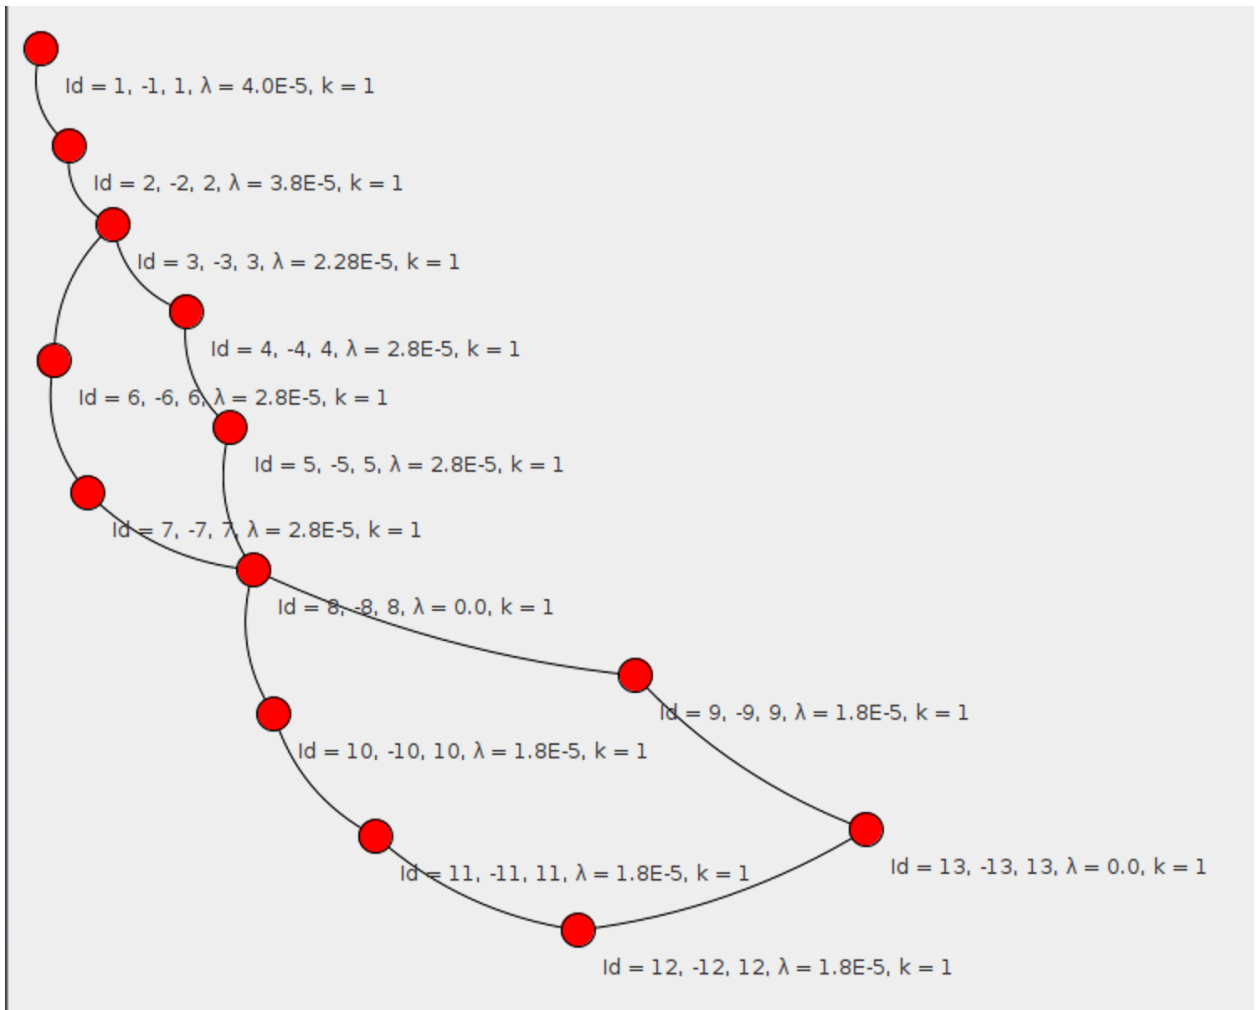 Id = 1, -1, 1, λ = 4.0E-5, k = 1
Id = 2, -2, 2, λ = 3.8E-5, k = 1
Id = 3, -3, 3, λ = 2.28E-5, k = 1
Id = 4, -4, 4, λ = 2.8E-5, k = 1
Id = 6, -6, 6, λ = 2.8E-5, k = 1
Id = 5, -5, 5, λ = 2.8E-5, k = 1
Id = 7, -7, 7, λ = 2.8E-5, k = 1
Id = 8, -8, 8, λ = 0.0, k = 1
Id = 9, -9, 9, λ = 1.8E-5, k = 1
Id = 10, -10, 10, λ = 1.8E-5, k = 1
Id = 13, -13, 13, λ = 0.0, k = 1
Id = 11, -11, 11, λ = 1.8E-5, k = 1
Id = 12, -12, 12, λ = 1.8E-5, k = 1